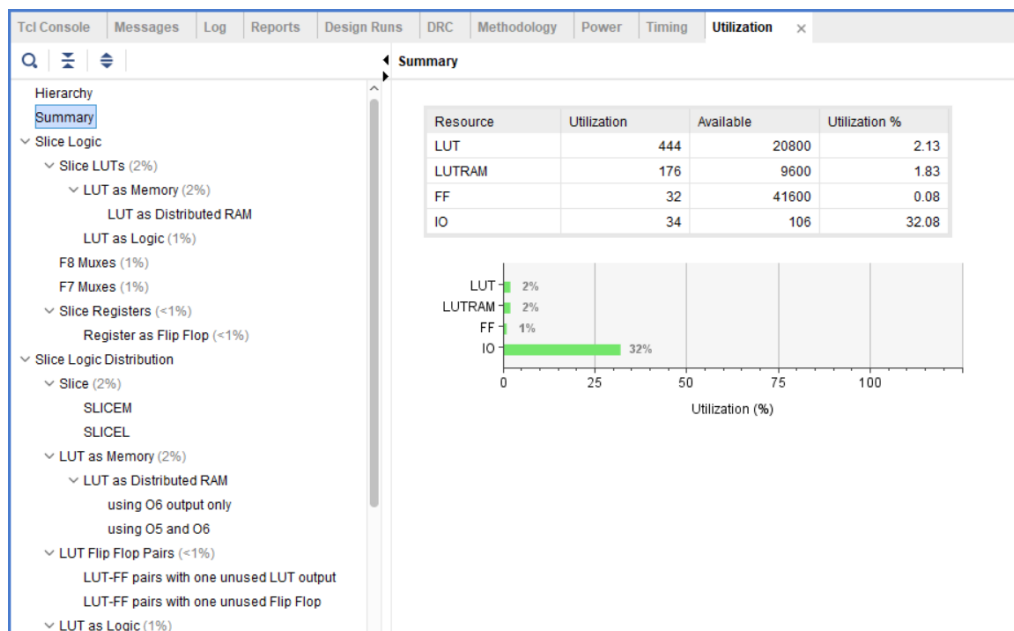 Tcl Console Messages Log Reports Design Runs DRC Methodology Power Timing Utilization
Summary
Hierarchy
Summary
Slice Logic
Slice LUTs (2%)
LUT as Memory (2%)
LUT as Distributed RAM
LUT as Logic (1%)
F8 Muxes (1%)
F7 Muxes (1%)
Slice Registers (<1%)
Register as Flip Flop (<1%)
Slice Logic Distribution
Slice (2%)
SLICEM
SLICEL
LUT as Memory (2%)
LUT as Distributed RAM
using O6 output only
using O5 and O6
LUT Flip Flop Pairs (<1%)
LUT-FF pairs with one unused LUT output
LUT-FF pairs with one unused Flip Flop
LUT as Logic (1%)
Resource Utilization Available Utilization %
LUT 444 20800 2.13
LUTRAM 176 9600 1.83
FF 32 41600 0.08
IO 34 106 32.08
LUT 2%
LUTRAM 2%
FF 1%
IO 32%
0 25 50 75 100
Utilization (%)